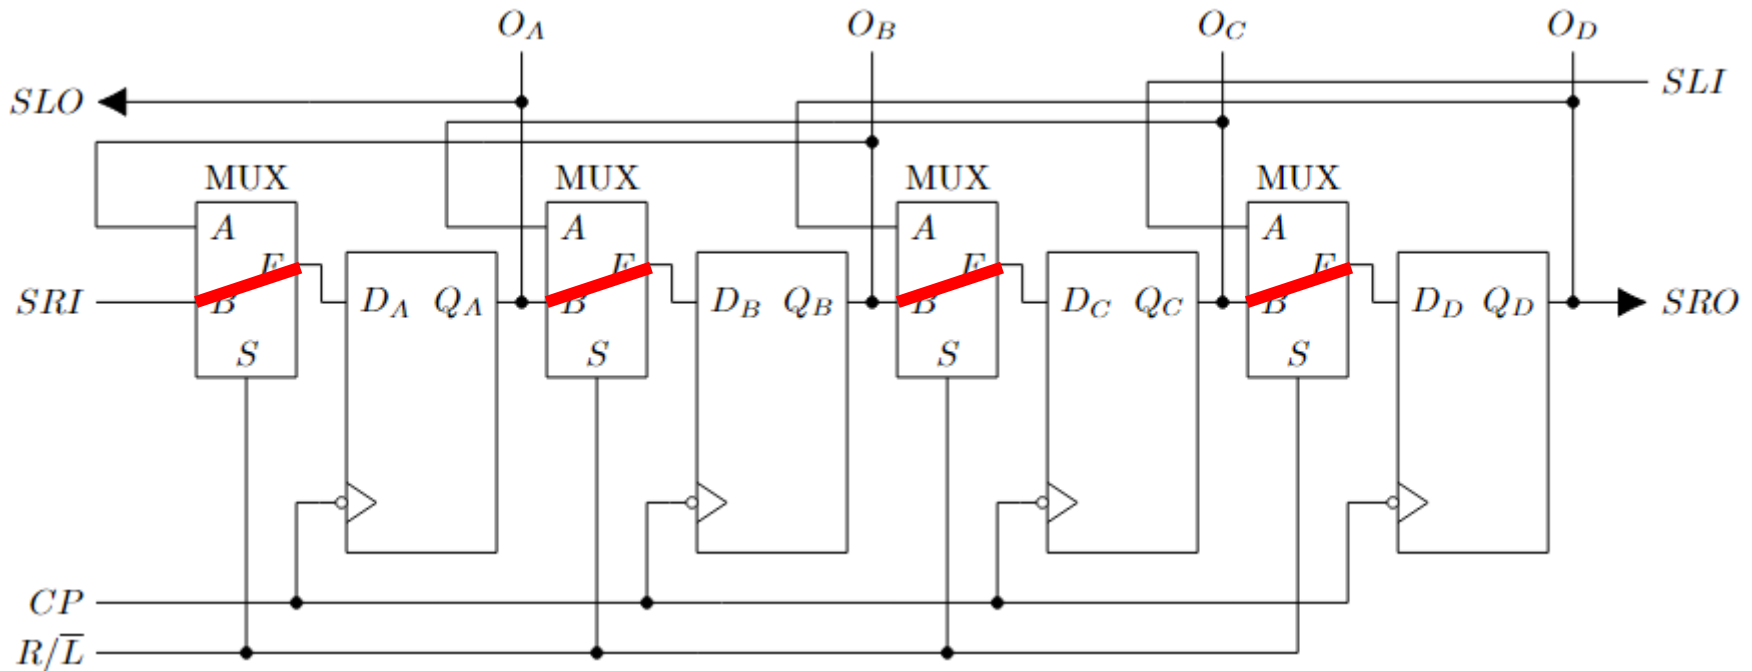 O_A O_B O_C O_D
SLI
SLO
MUX MUX MUX MUX
A A A A
F F F F
SRI B D_A Q_A B D_B Q_B B D_C Q_C B D_D Q_D SRO
S S S S
CP
R/L̅